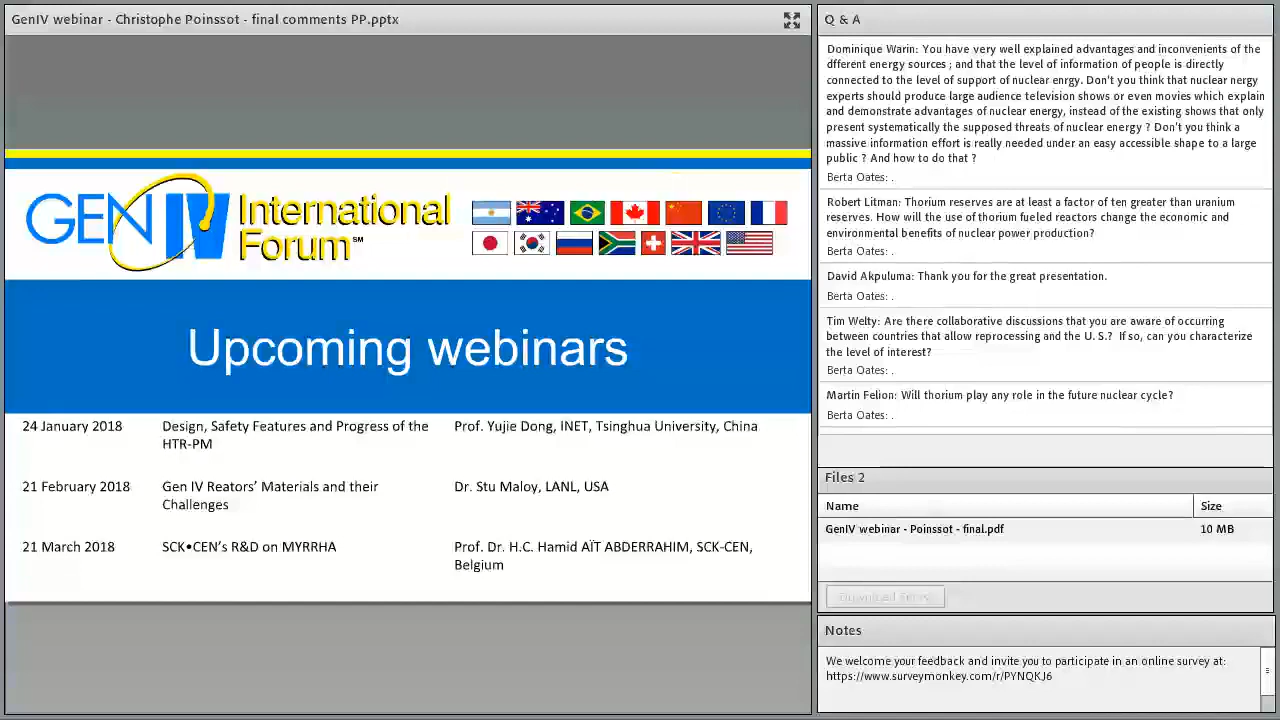 GenIV webinar - Christophe Poinssot - final comments PP.pptx
GEN IV International
Forum℠
Upcoming webinars
24 January 2018 Design, Safety Features and Progress of the Prof. Yujie Dong, INET, Tsinghua University, China
HTR-PM
21 February 2018 Gen IV Reators' Materials and their Dr. Stu Maloy, LANL, USA
Challenges
21 March 2018 SCK•CEN's R&D on MYRRHA Prof. Dr. H.C. Hamid AÏT ABDERRAHIM, SCK-CEN,
Belgium
Q & A
Dominique Warin: You have very well explained advantages and inconvenients of the
dfferent energy sources ; and that the level of information of people is directly
connected to the level of support of nuclear enrgy. Don't you think that nuclear nergy
experts should produce large audience television shows or even movies which explain
and demonstrate advantages of nuclear energy, instead of the existing shows that only
present systematically the supposed threats of nuclear energy ? Don't you think a
massive information effort is really needed under an easy accessible shape to a large
public ? And how to do that ?
Berta Oates: .
Robert Litman: Thorium reserves are at least a factor of ten greater than uranium
reserves. How will the use of thorium fueled reactors change the economic and
environmental benefits of nuclear power production?
Berta Oates: .
David Akpuluma: Thank you for the great presentation.
Berta Oates: .
Tim Welty: Are there collaborative discussions that you are aware of occurring
between countries that allow reprocessing and the U. S.? If so, can you characterize
the level of interest?
Berta Oates: .
Martin Felion: Will thorium play any role in the future nuclear cycle?
Berta Oates: .
Files 2
Name Size
GenIV webinar - Poinssot - final.pdf 10 MB
Notes
We welcome your feedback and invite you to participate in an online survey at:
https://www.surveymonkey.com/r/PYNQKJ6